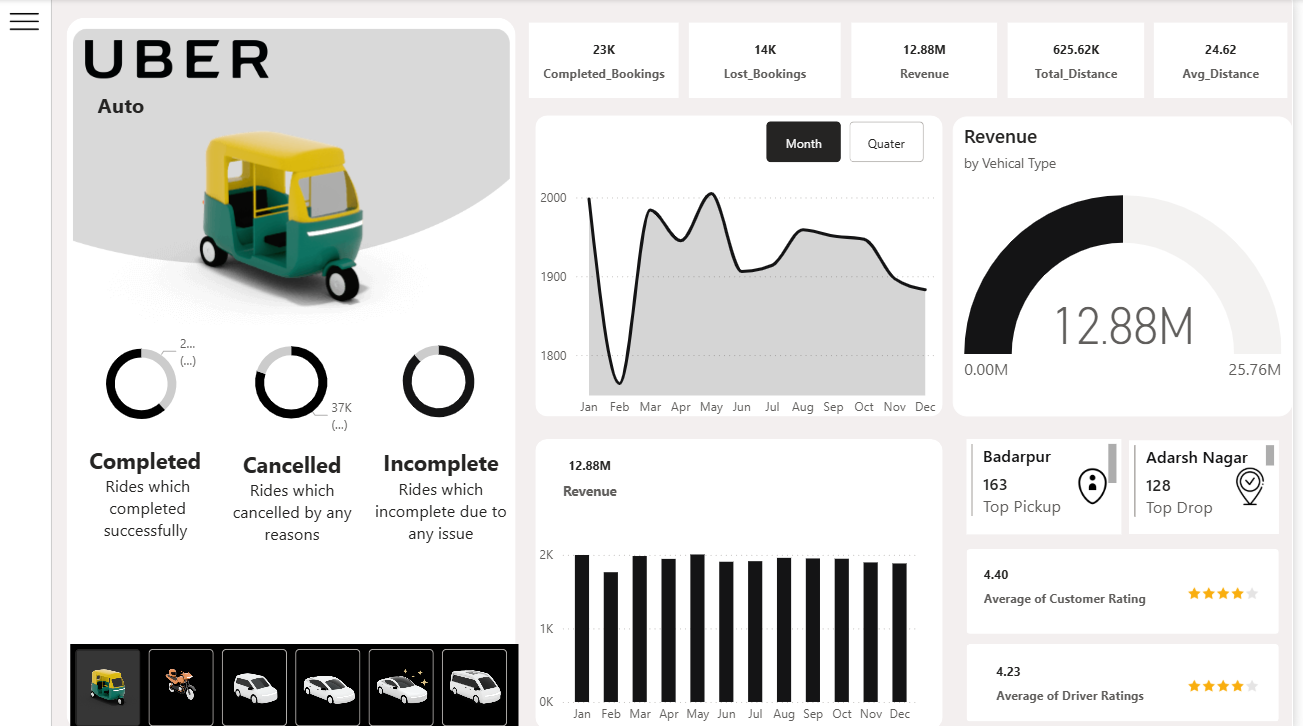 UBER
Auto
2...
(...)
37K
(...)
Completed
Rides which
completed
successfully
Cancelled
Rides which
cancelled by any
reasons
Incomplete
Rides which
incomplete due to
any issue
23K
Completed_Bookings
14K
Lost_Bookings
12.88M
Revenue
625.62K
Total_Distance
24.62
Avg_Distance
Month
Quater
2000
1900
1800
Jan Feb Mar Apr May Jun Jul Aug Sep Oct Nov Dec
Revenue
by Vehical Type
12.88M
0.00M
25.76M
12.88M
Revenue
2K
1K
0K
Jan Feb Mar Apr May Jun Jul Aug Sep Oct Nov Dec
Badarpur
163
Top Pickup
Adarsh Nagar
128
Top Drop
4.40
Average of Customer Rating
4.23
Average of Driver Ratings